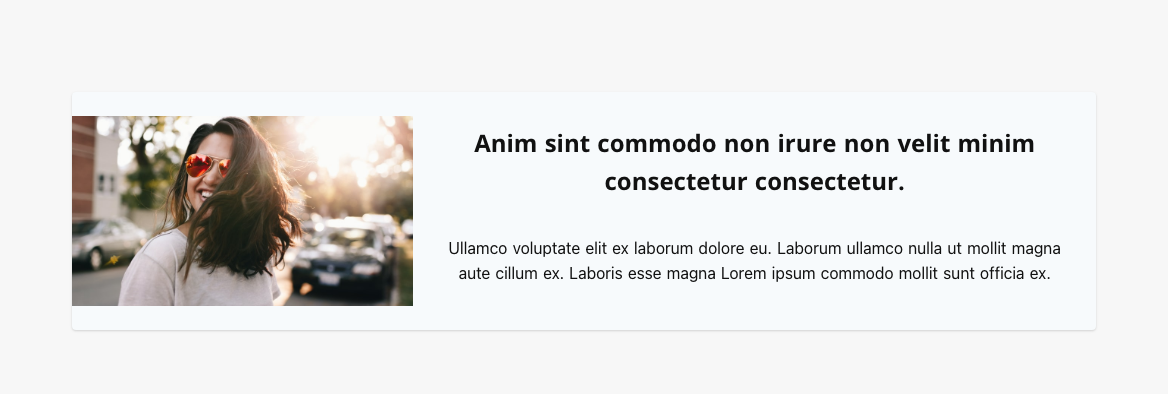 Anim sint commodo non irure non velit minim
consectetur consectetur.
Ullamco voluptate elit ex laborum dolore eu. Laborum ullamco nulla ut mollit magna
aute cillum ex. Laboris esse magna Lorem ipsum commodo mollit sunt officia ex.